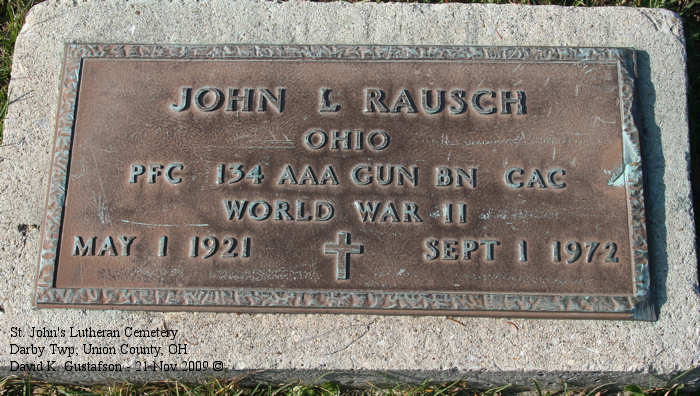 JOHN L RAUSCH
OHIO
PFC 134 AAA GUN BN CAC
WORLD WAR II
MAY 1 1921 SEPT 1 1972
St. John's Lutheran Cemetery
Darby Twp, Union County, OH
David K. Gustafson - 21 Nov 2009 ©